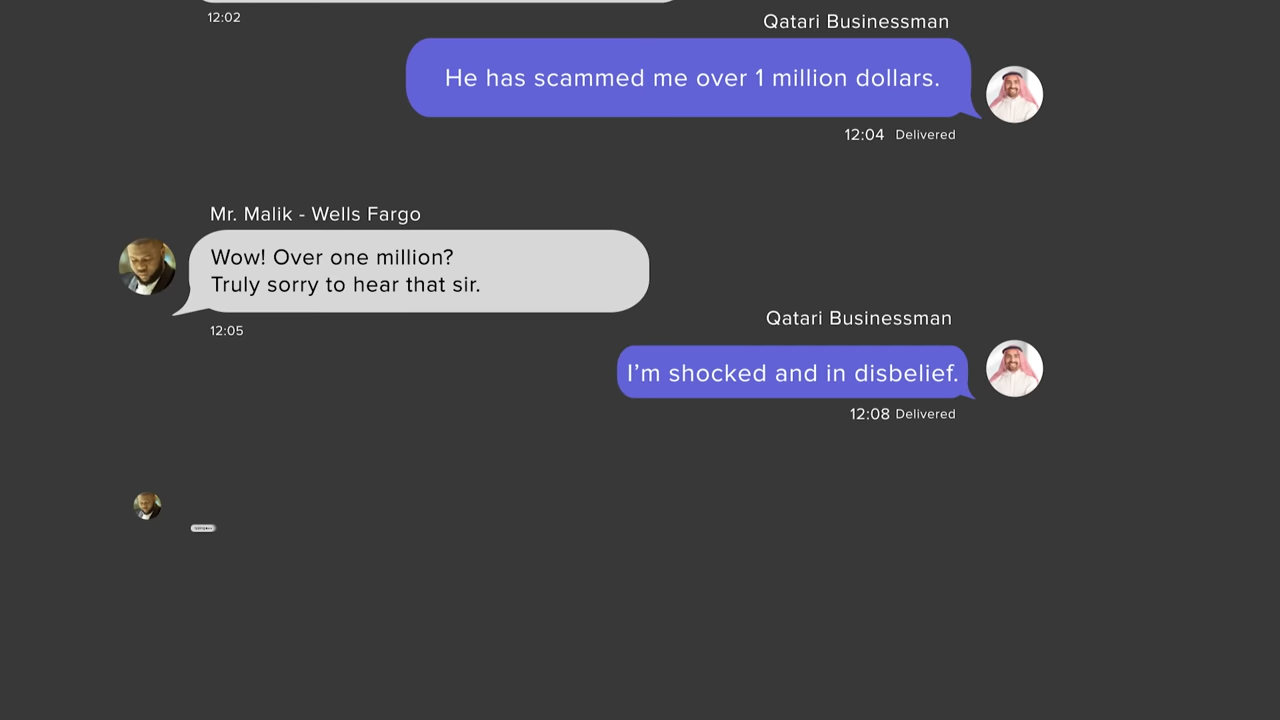 12:02
Qatari Businessman
He has scammed me over 1 million dollars.
12:04 Delivered
Mr. Malik - Wells Fargo
Wow! Over one million?
Truly sorry to hear that sir.
12:05
Qatari Businessman
I'm shocked and in disbelief.
12:08 Delivered